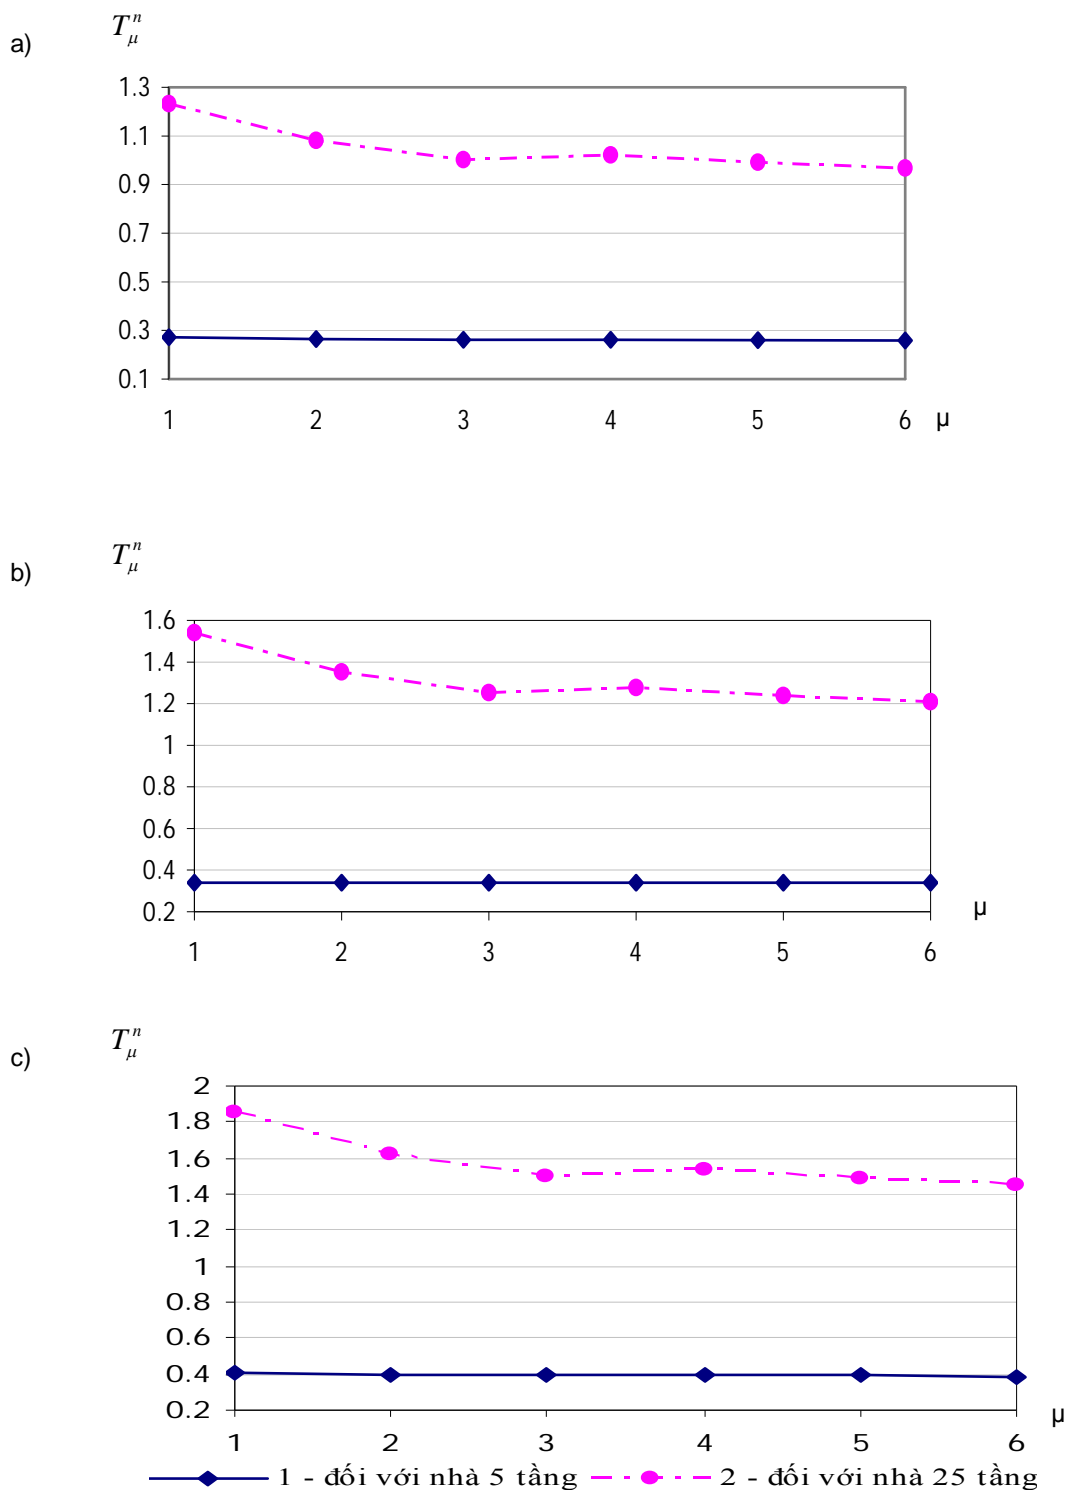 a)
T_μ^n
1.3
1.1
0.9
0.7
0.5
0.3
0.1
1 2 3 4 5 6 μ
b)
T_μ^n
1.6
1.4
1.2
1
0.8
0.6
0.4
0.2
1 2 3 4 5 6 μ
c)
T_μ^n
2
1.8
1.6
1.4
1.2
1
0.8
0.6
0.4
0.2
1 2 3 4 5 6 μ
1 - đối với nhà 5 tầng 2 - đối với nhà 25 tầng